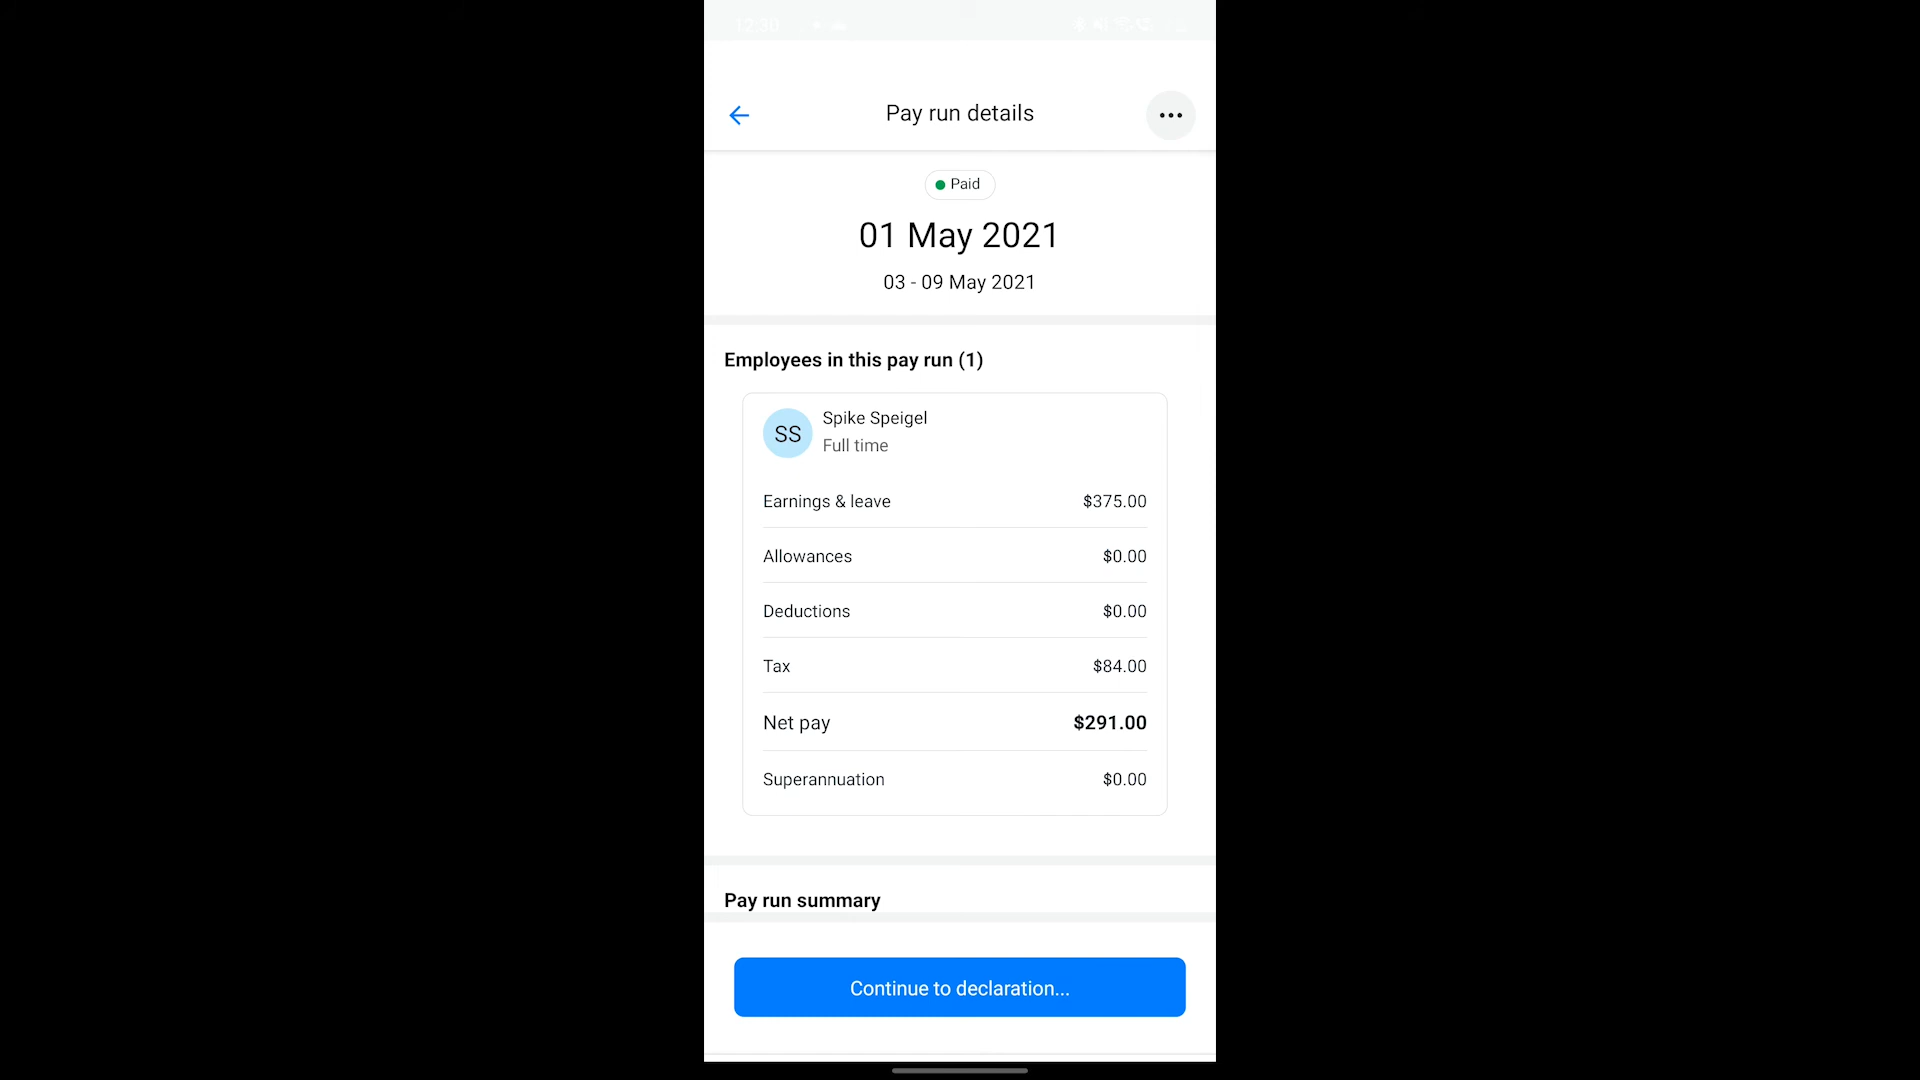 12:30
Pay run details
Paid
01 May 2021
03 - 09 May 2021
Employees in this pay run (1)
SS
Spike Speigel
Full time
Earnings & leave $375.00
Allowances $0.00
Deductions $0.00
Tax $84.00
Net pay $291.00
Superannuation $0.00
Pay run summary
Continue to declaration...